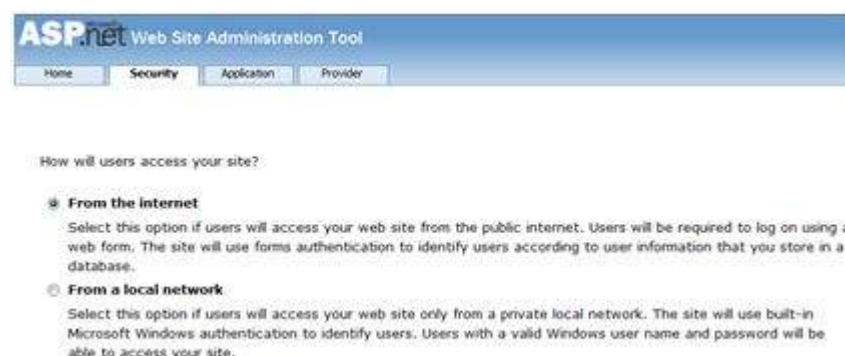 ASP.net Web Site Administration Tool
Home Security Application Provider
How will users access your site?
From the internet
Select this option if users will access your web site from the public internet. Users will be required to log on using a
web form. The site will use forms authentication to identify users according to user information that you store in a
database.
From a local network
Select this option if users will access your web site only from a private local network. The site will use built-in
Microsoft Windows authentication to identify users. Users with a valid Windows user name and password will be
able to access your site.